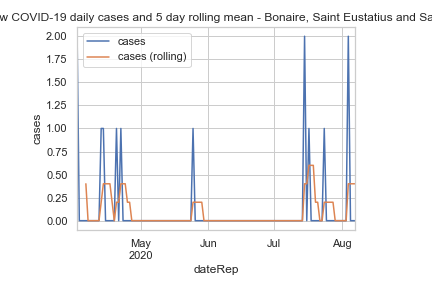 w COVID-19 daily cases and 5 day rolling mean - Bonaire, Saint Eustatius and Sa
cases
cases (rolling)
2.00
1.75
1.50
1.25
1.00
0.75
0.50
0.25
0.00
cases
May
2020
Jun
Jul
Aug
dateRep